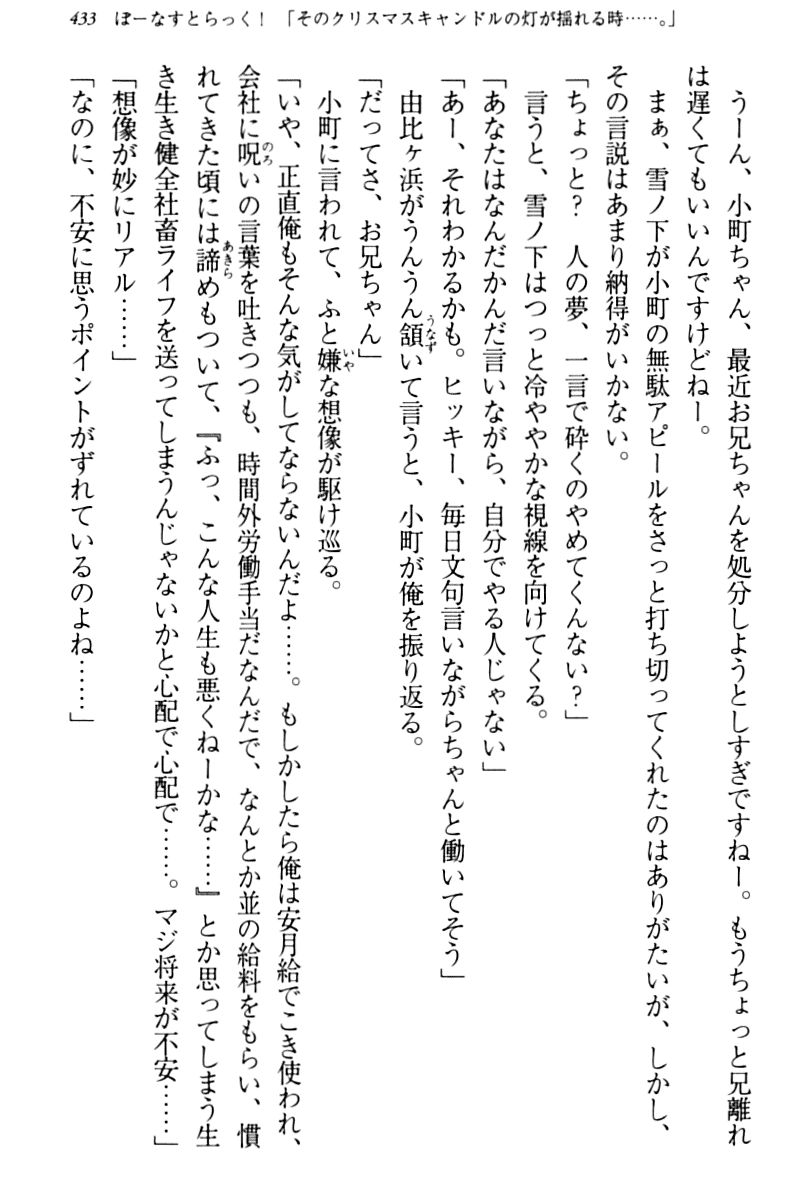 433 ぼーなすとらっく！ 「そのクリスマスキャンドルの灯が揺れる時……。」
うーん、小町ちゃん、最近お兄ちゃんを処分しようとしすぎですねー。もうちょっと兄離れ
は遅くてもいいんですけどねー。
まぁ、雪ノ下が小町の無駄アピールをさっと打ち切ってくれたのはありがたいが、しかし、
その言説はあまり納得がいかない。
「ちょっと？　人の夢、一言で砕くのやめてくんない？」
言うと、雪ノ下はつっと冷ややかな視線を向けてくる。
「あなたはなんだかんだ言いながら、自分でやる人じゃない」
「あー、それわかるかも。ヒッキー、毎日文句言いながらちゃんと働いてそう」
由比ヶ浜がうんうん頷いて言うと、小町が俺を振り返る。
「だってさ、お兄ちゃん」
小町に言われて、ふと嫌な想像が駆け巡る。
「いや、正直俺もそんな気がしてならないんだよ……。もしかしたら俺は安月給でこき使われ、
会社に呪いの言葉を吐きつつも、時間外労働手当だなんだで、なんとか並の給料をもらい、慣
れてきた頃には諦めもついて、『ふっ、こんな人生も悪くねーかな……』とか思ってしまう生
き生き健全社畜ライフを送ってしまうんじゃないかと心配で心配で……。マジ将来が不安……」
「想像が妙にリアル……」
「なのに、不安に思うポイントがずれているのよね……」